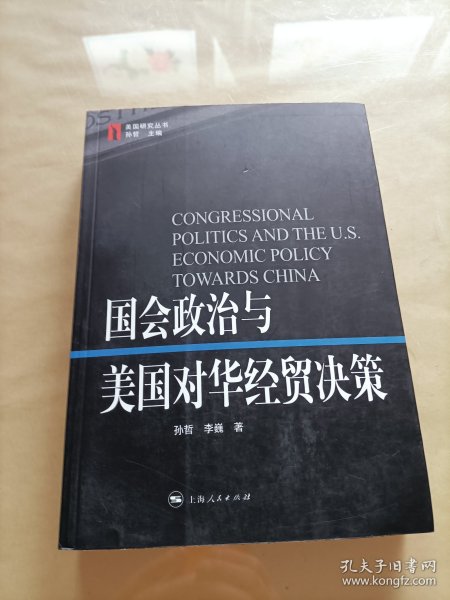 美国研究丛书
孙哲 主编
CONGRESSIONAL
POLITICS AND THE U.S.
ECONOMIC POLICY
TOWARDS CHINA
国会政治与
美国对华经贸决策
孙哲 李巍 著
上海人民出版社
孔夫子旧书网
www.kongfz.com